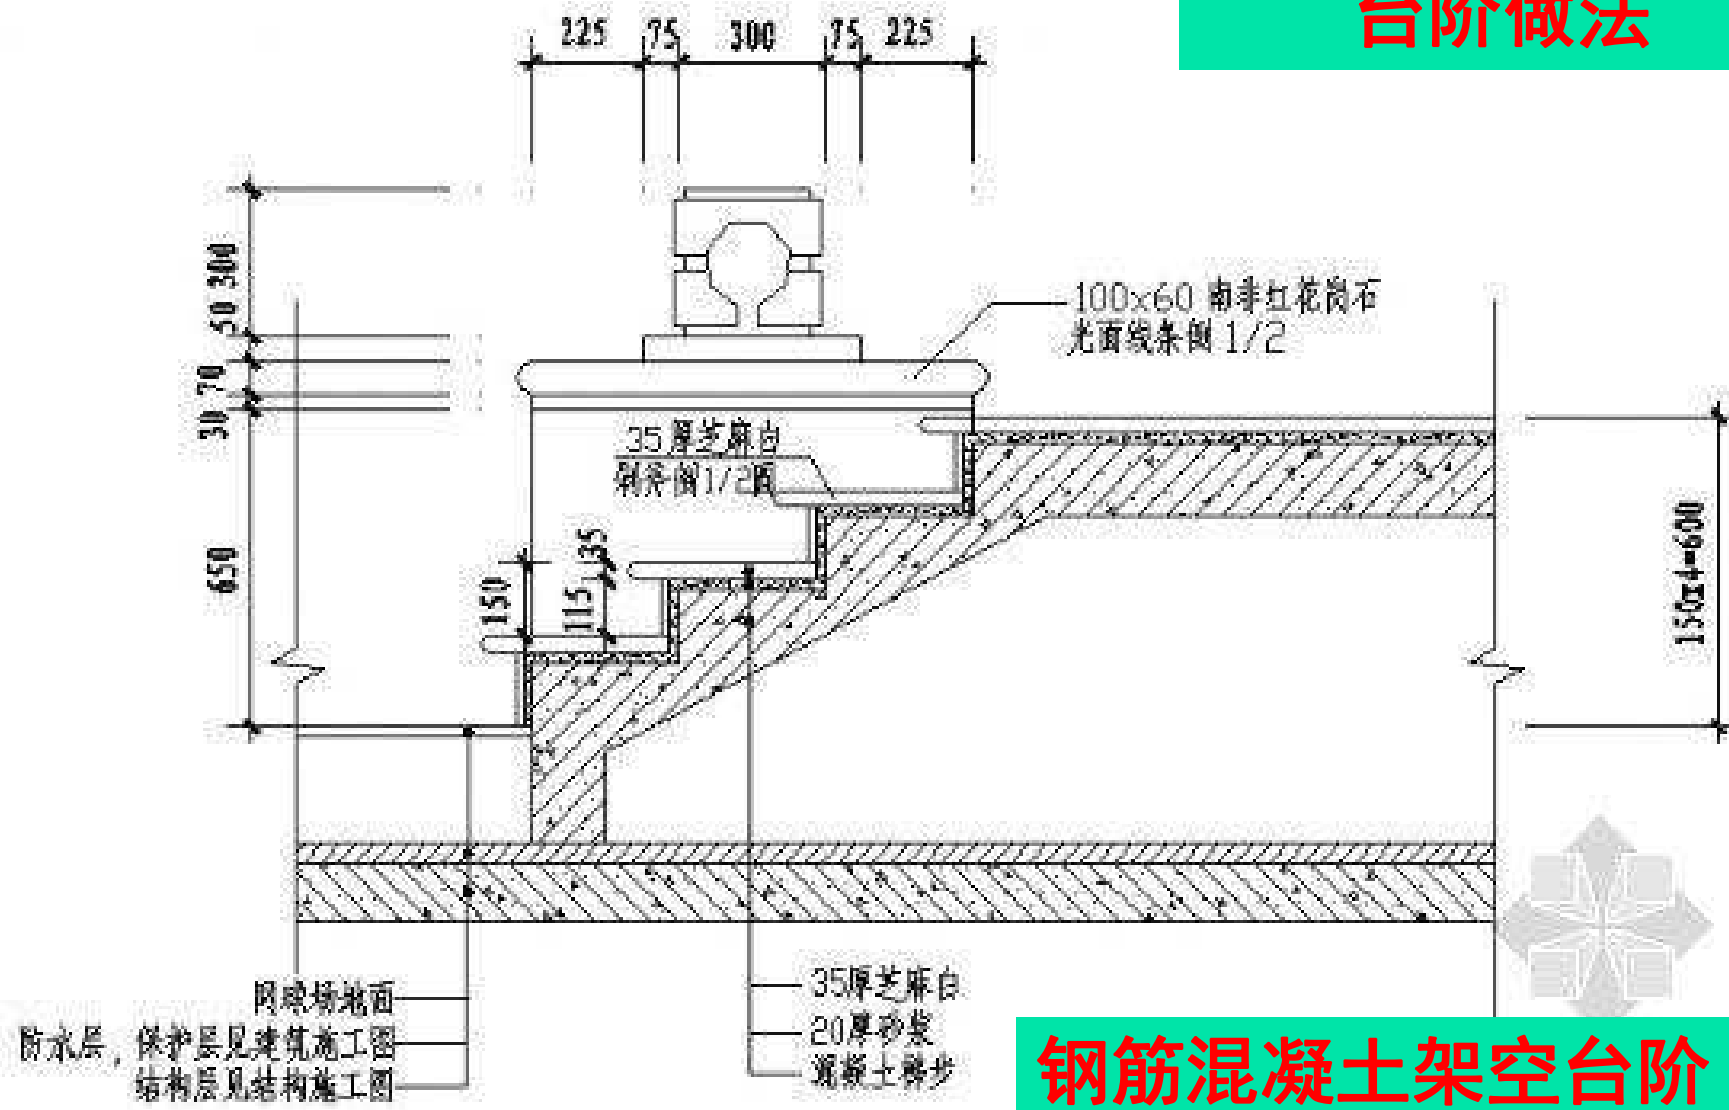 台阶做法
225 75 300 75 225
300
50
70
30
650
100x60 南非红花岗石
光面线条倒1/2
35厚芝麻白
剁斧倒1/2圆
35
150
115
150x4=600
网球场地面
防水层，保护层见建筑施工图
结构层见结构施工图
35厚芝麻白
20厚砂浆
混凝土梯步
钢筋混凝土架空台阶